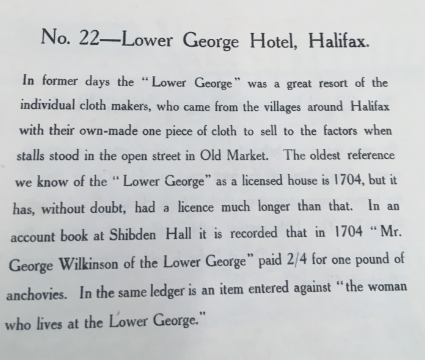 No. 22—Lower George Hotel, Halifax.
In former days the "Lower George" was a great resort of the
individual cloth makers, who came from the villages around Halifax
with their own-made one piece of cloth to sell to the factors when
stalls stood in the open street in Old Market. The oldest reference
we know of the "Lower George" as a licensed house is 1704, but it
has, without doubt, had a licence much longer than that. In an
account book at Shibden Hall it is recorded that in 1704 "Mr.
George Wilkinson of the Lower George" paid 2/4 for one pound of
anchovies. In the same ledger is an item entered against "the woman
who lives at the Lower George."